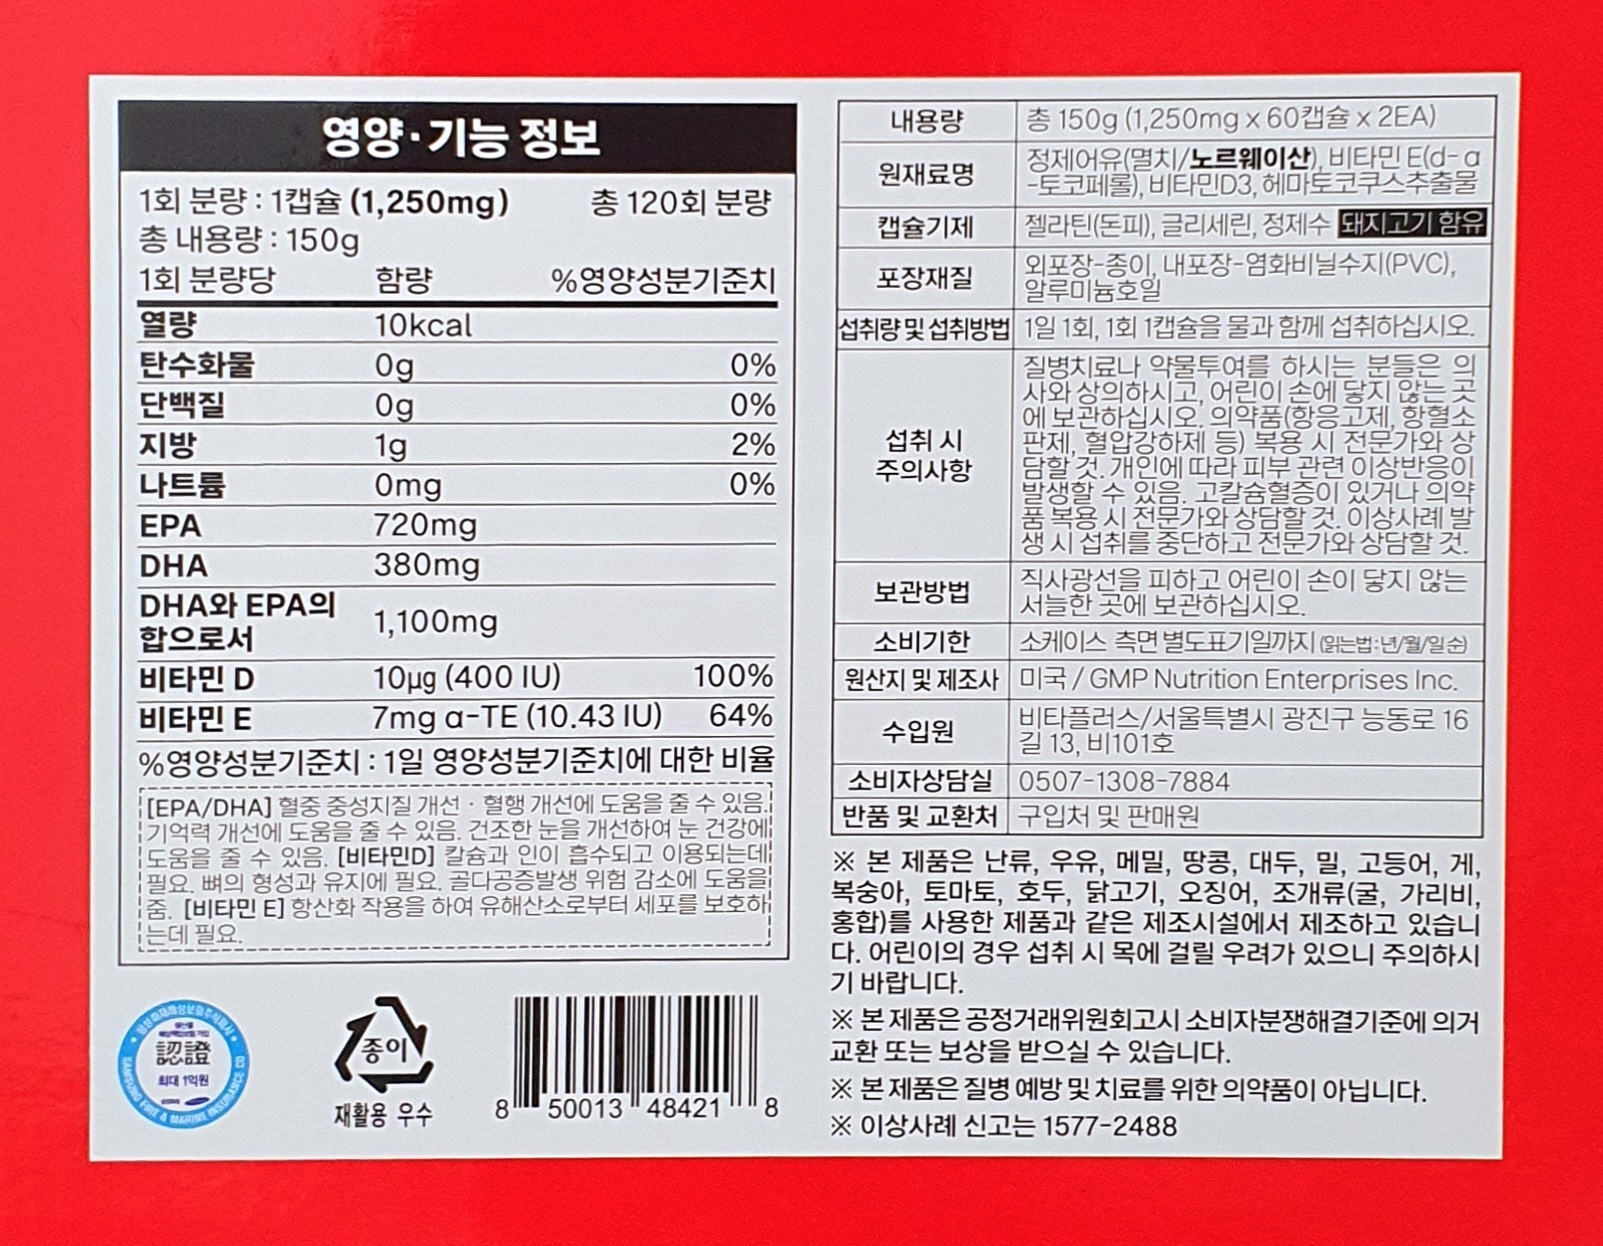 영양·기능 정보
1회 분량 : 1캡슐 (1,250mg) 총 120회 분량
총 내용량 : 150g
1회 분량당 함량 %영양성분기준치
열량 10kcal
탄수화물 0g 0%
단백질 0g 0%
지방 1g 2%
나트륨 0mg 0%
EPA 720mg
DHA 380mg
DHA와 EPA의
합으로서 1,100mg
비타민 D 10µg (400 IU) 100%
비타민 E 7mg α-TE (10.43 IU) 64%
%영양성분기준치 : 1일 영양성분기준치에 대한 비율
[EPA/DHA] 혈중 중성지질 개선 · 혈행 개선에 도움을 줄 수 있음.
기억력 개선에 도움을 줄 수 있음. 건조한 눈을 개선하여 눈 건강에
도움을 줄 수 있음. [비타민D] 칼슘과 인이 흡수되고 이용되는데
필요. 뼈의 형성과 유지에 필요. 골다공증발생 위험 감소에 도움을
줌. [비타민 E] 항산화 작용을 하여 유해산소로부터 세포를 보호하
는데 필요.
認證
최대 1억원
SAMSUNG FIRE & MARINE INSURANCE CO
종이
재활용 우수
8 50013 48421 8
내용량 총 150g (1,250mg x 60캡슐 x 2EA)
원재료명 정제어유(멸치/노르웨이산), 비타민 E(d-α
-토코페롤), 비타민D3, 헤마토코쿠스추출물
캡슐기제 젤라틴(돈피), 글리세린, 정제수 돼지고기 함유
포장재질 외포장-종이, 내포장-염화비닐수지(PVC),
알루미늄호일
섭취량 및 섭취방법 1일 1회, 1회 1캡슐을 물과 함께 섭취하십시오.
섭취 시
주의사항
질병치료나 약물투여를 하시는 분들은 의
사와 상의하시고, 어린이 손에 닿지 않는 곳
에 보관하십시오. 의약품(항응고제, 항혈소
판제, 혈압강하제 등) 복용 시 전문가와 상
담할 것. 개인에 따라 피부 관련 이상반응이
발생할 수 있음. 고칼슘혈증이 있거나 의약
품 복용 시 전문가와 상담할 것. 이상사례 발
생 시 섭취를 중단하고 전문가와 상담할 것.
보관방법 직사광선을 피하고 어린이 손이 닿지 않는
서늘한 곳에 보관하십시오.
소비기한 소케이스 측면 별도표기일까지 (읽는법:년/월/일 순)
원산지 및 제조사 미국 / GMP Nutrition Enterprises Inc.
수입원 비타플러스/서울특별시 광진구 능동로 16
길 13, 비101호
소비자상담실 0507-1308-7884
반품 및 교환처 구입처 및 판매원
※ 본 제품은 난류, 우유, 메밀, 땅콩, 대두, 밀, 고등어, 게,
복숭아, 토마토, 호두, 닭고기, 오징어, 조개류(굴, 가리비,
홍합)를 사용한 제품과 같은 제조시설에서 제조하고 있습니
다. 어린이의 경우 섭취 시 목에 걸릴 우려가 있으니 주의하시
기 바랍니다.
※ 본 제품은 공정거래위원회고시 소비자분쟁해결기준에 의거
교환 또는 보상을 받으실 수 있습니다.
※ 본 제품은 질병 예방 및 치료를 위한 의약품이 아닙니다.
※ 이상사례 신고는 1577-2488